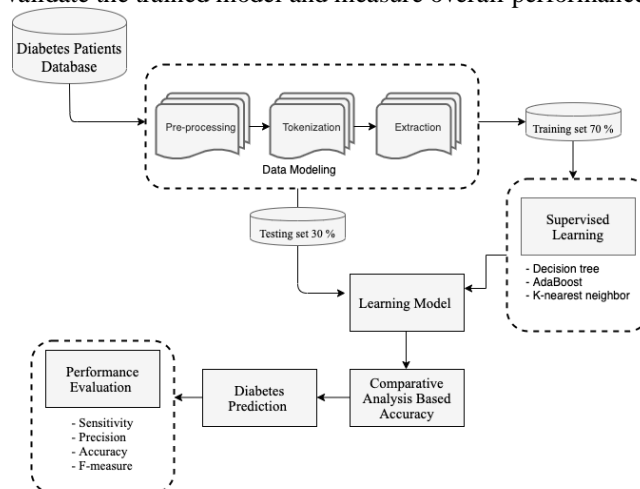 validate the trained model and measure overall performance
Diabetes Patients
Database
Pre-processing
Tokenization
Extraction
Data Modeling
Training set 70 %
Testing set 30 %
Supervised
Learning
- Decision tree
- AdaBoost
- K-nearest neighbor
Learning Model
Comparative
Analysis Based
Accuracy
Diabetes
Prediction
Performance
Evaluation
- Sensitivity
- Precision
- Accuracy
- F-measure